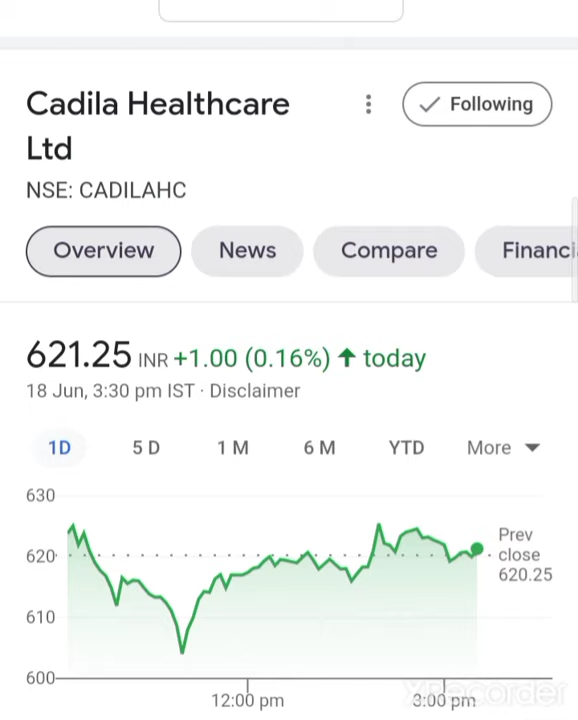 Cadila Healthcare
Ltd
Following
NSE: CADILAHC
Overview
News
Compare
Financi
621.25 INR +1.00 (0.16%) ↑ today
18 Jun, 3:30 pm IST · Disclaimer
1D
5 D
1 M
6 M
YTD
More
630
620
610
600
Prev
close
620.25
12:00 pm
3:00 pm
XRecorder